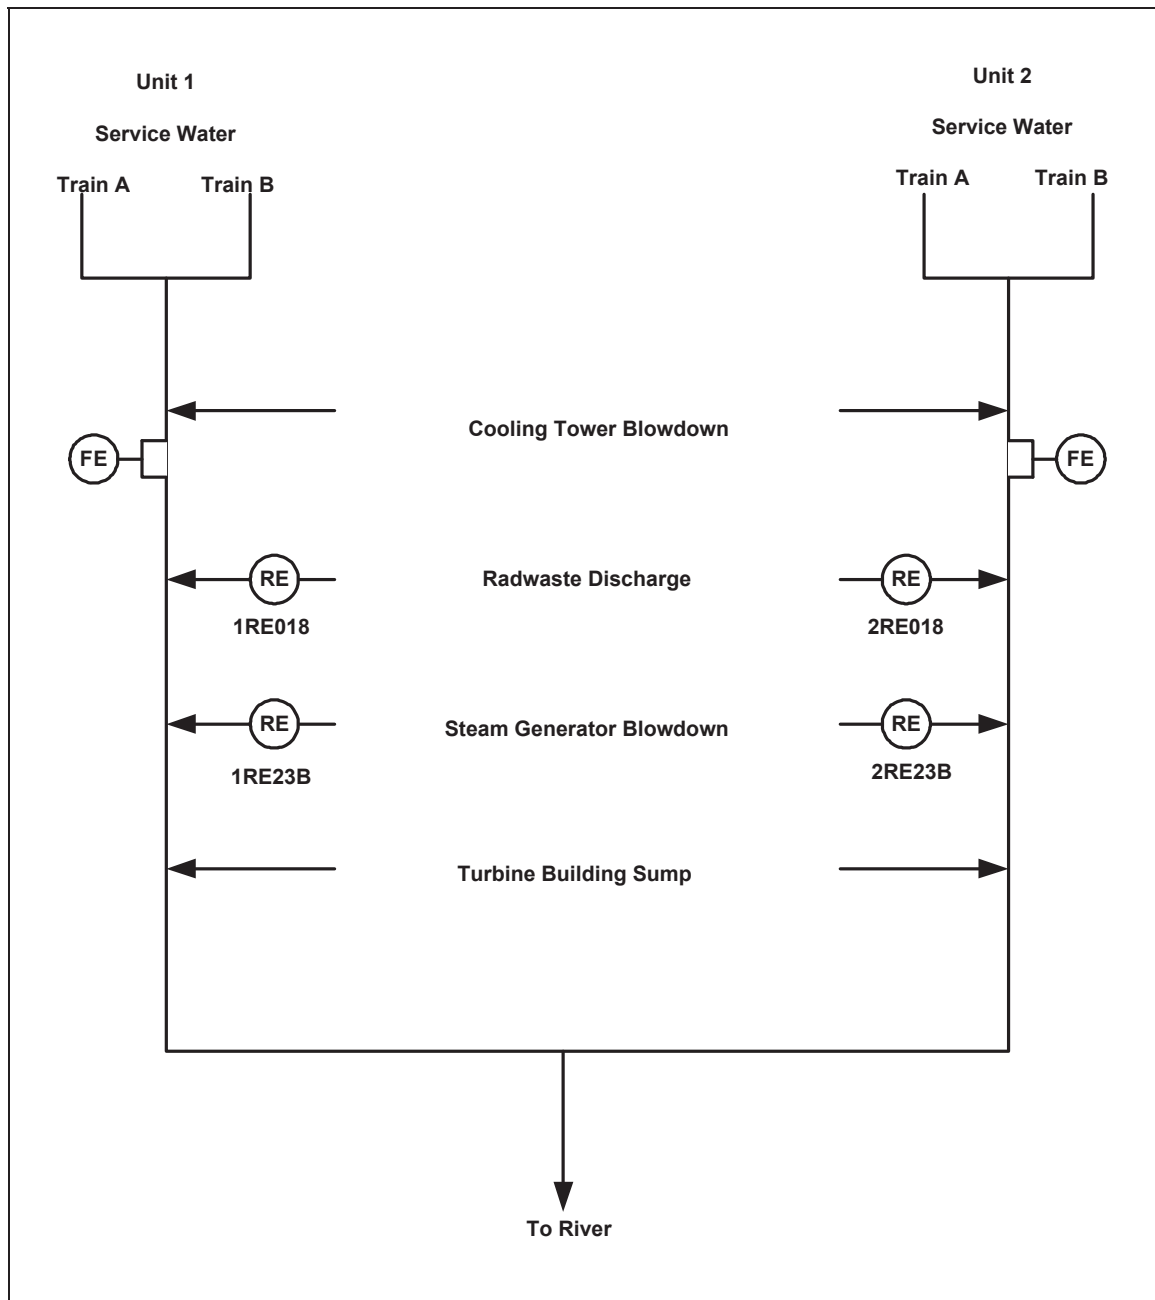 Unit 1
Service Water
Train A
Train B
Unit 2
Service Water
Train A
Train B
Cooling Tower Blowdown
FE
FE
RE
Radwaste Discharge
RE
1RE018
2RE018
RE
Steam Generator Blowdown
RE
1RE23B
2RE23B
Turbine Building Sump
To River